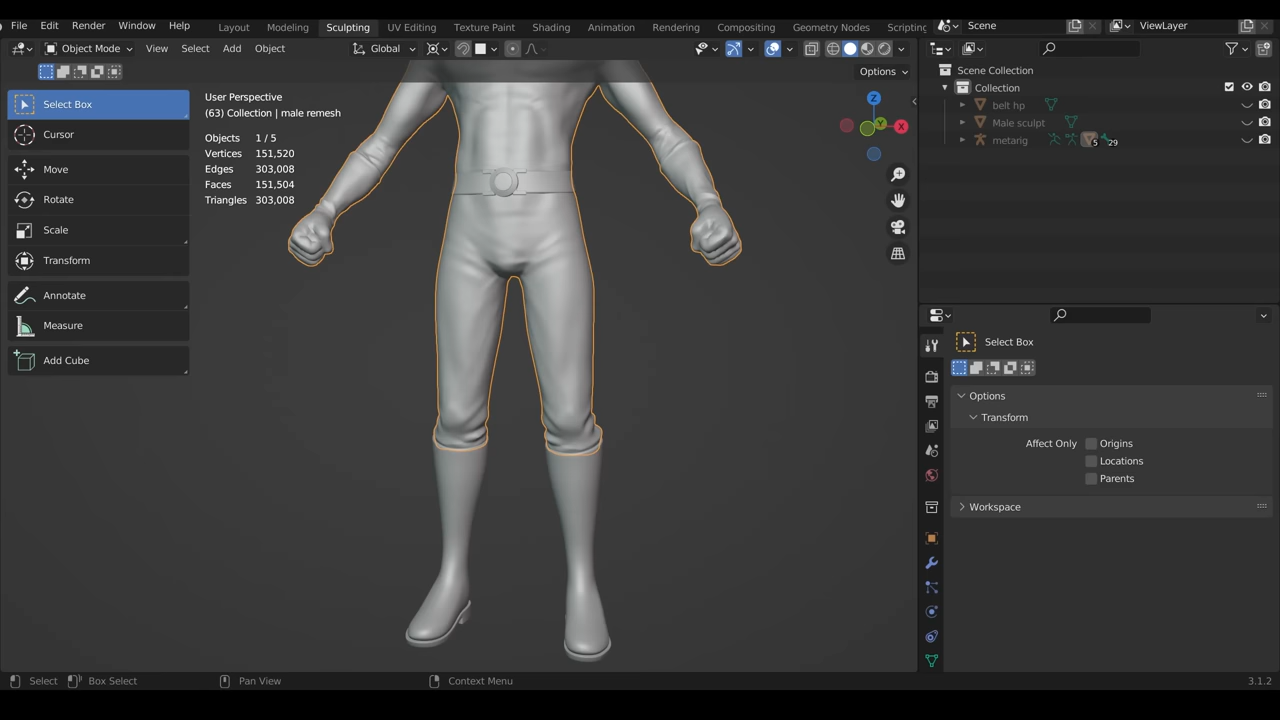 File Edit Render Window Help Layout Modeling Sculpting UV Editing Texture Paint Shading Animation Rendering Compositing Geometry Nodes Scripting Scene ViewLayer
Object Mode View Select Add Object Global
Options
Select Box
Cursor
Move
Rotate
Scale
Transform
Annotate
Measure
Add Cube
User Perspective
(63) Collection | male remesh
Objects 1 / 5
Vertices 151,520
Edges 303,008
Faces 151,504
Triangles 303,008
Z
Y
X
Scene Collection
Collection
belt hp
Male sculpt
metarig 5 29
Select Box
Options
Transform
Affect Only Origins
Locations
Parents
Workspace
Select Box Select Pan View Context Menu 3.1.2